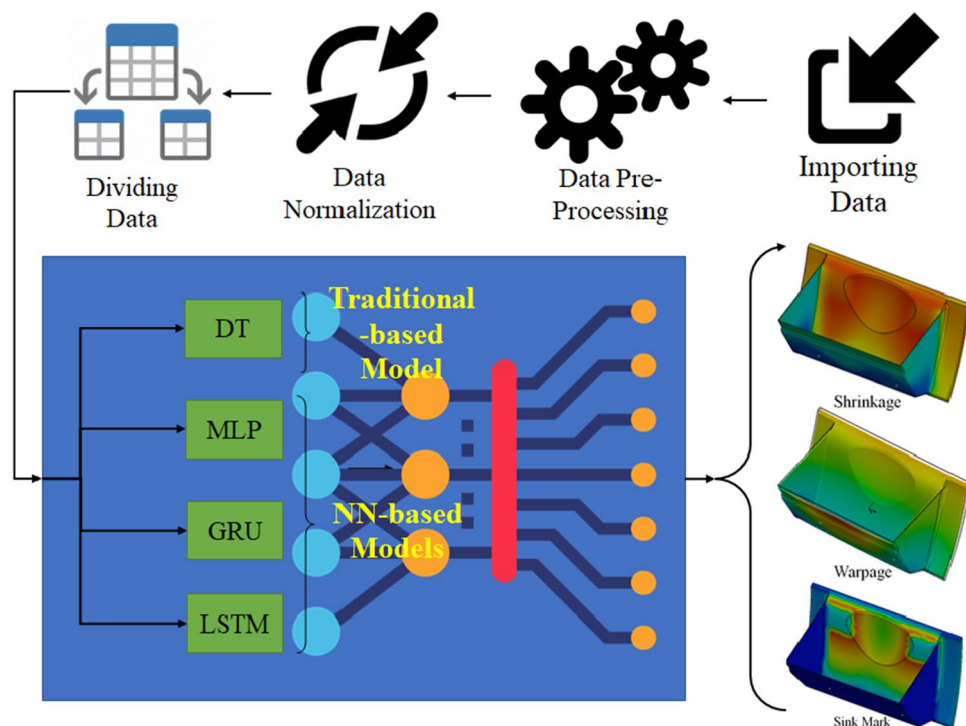 Dividing
Data
Data
Normalization
Data Pre-
Processing
Importing
Data
DT
MLP
GRU
LSTM
Traditional
-based
Model
NN-based
Models
Shrinkage
Warpage
Sink Mark